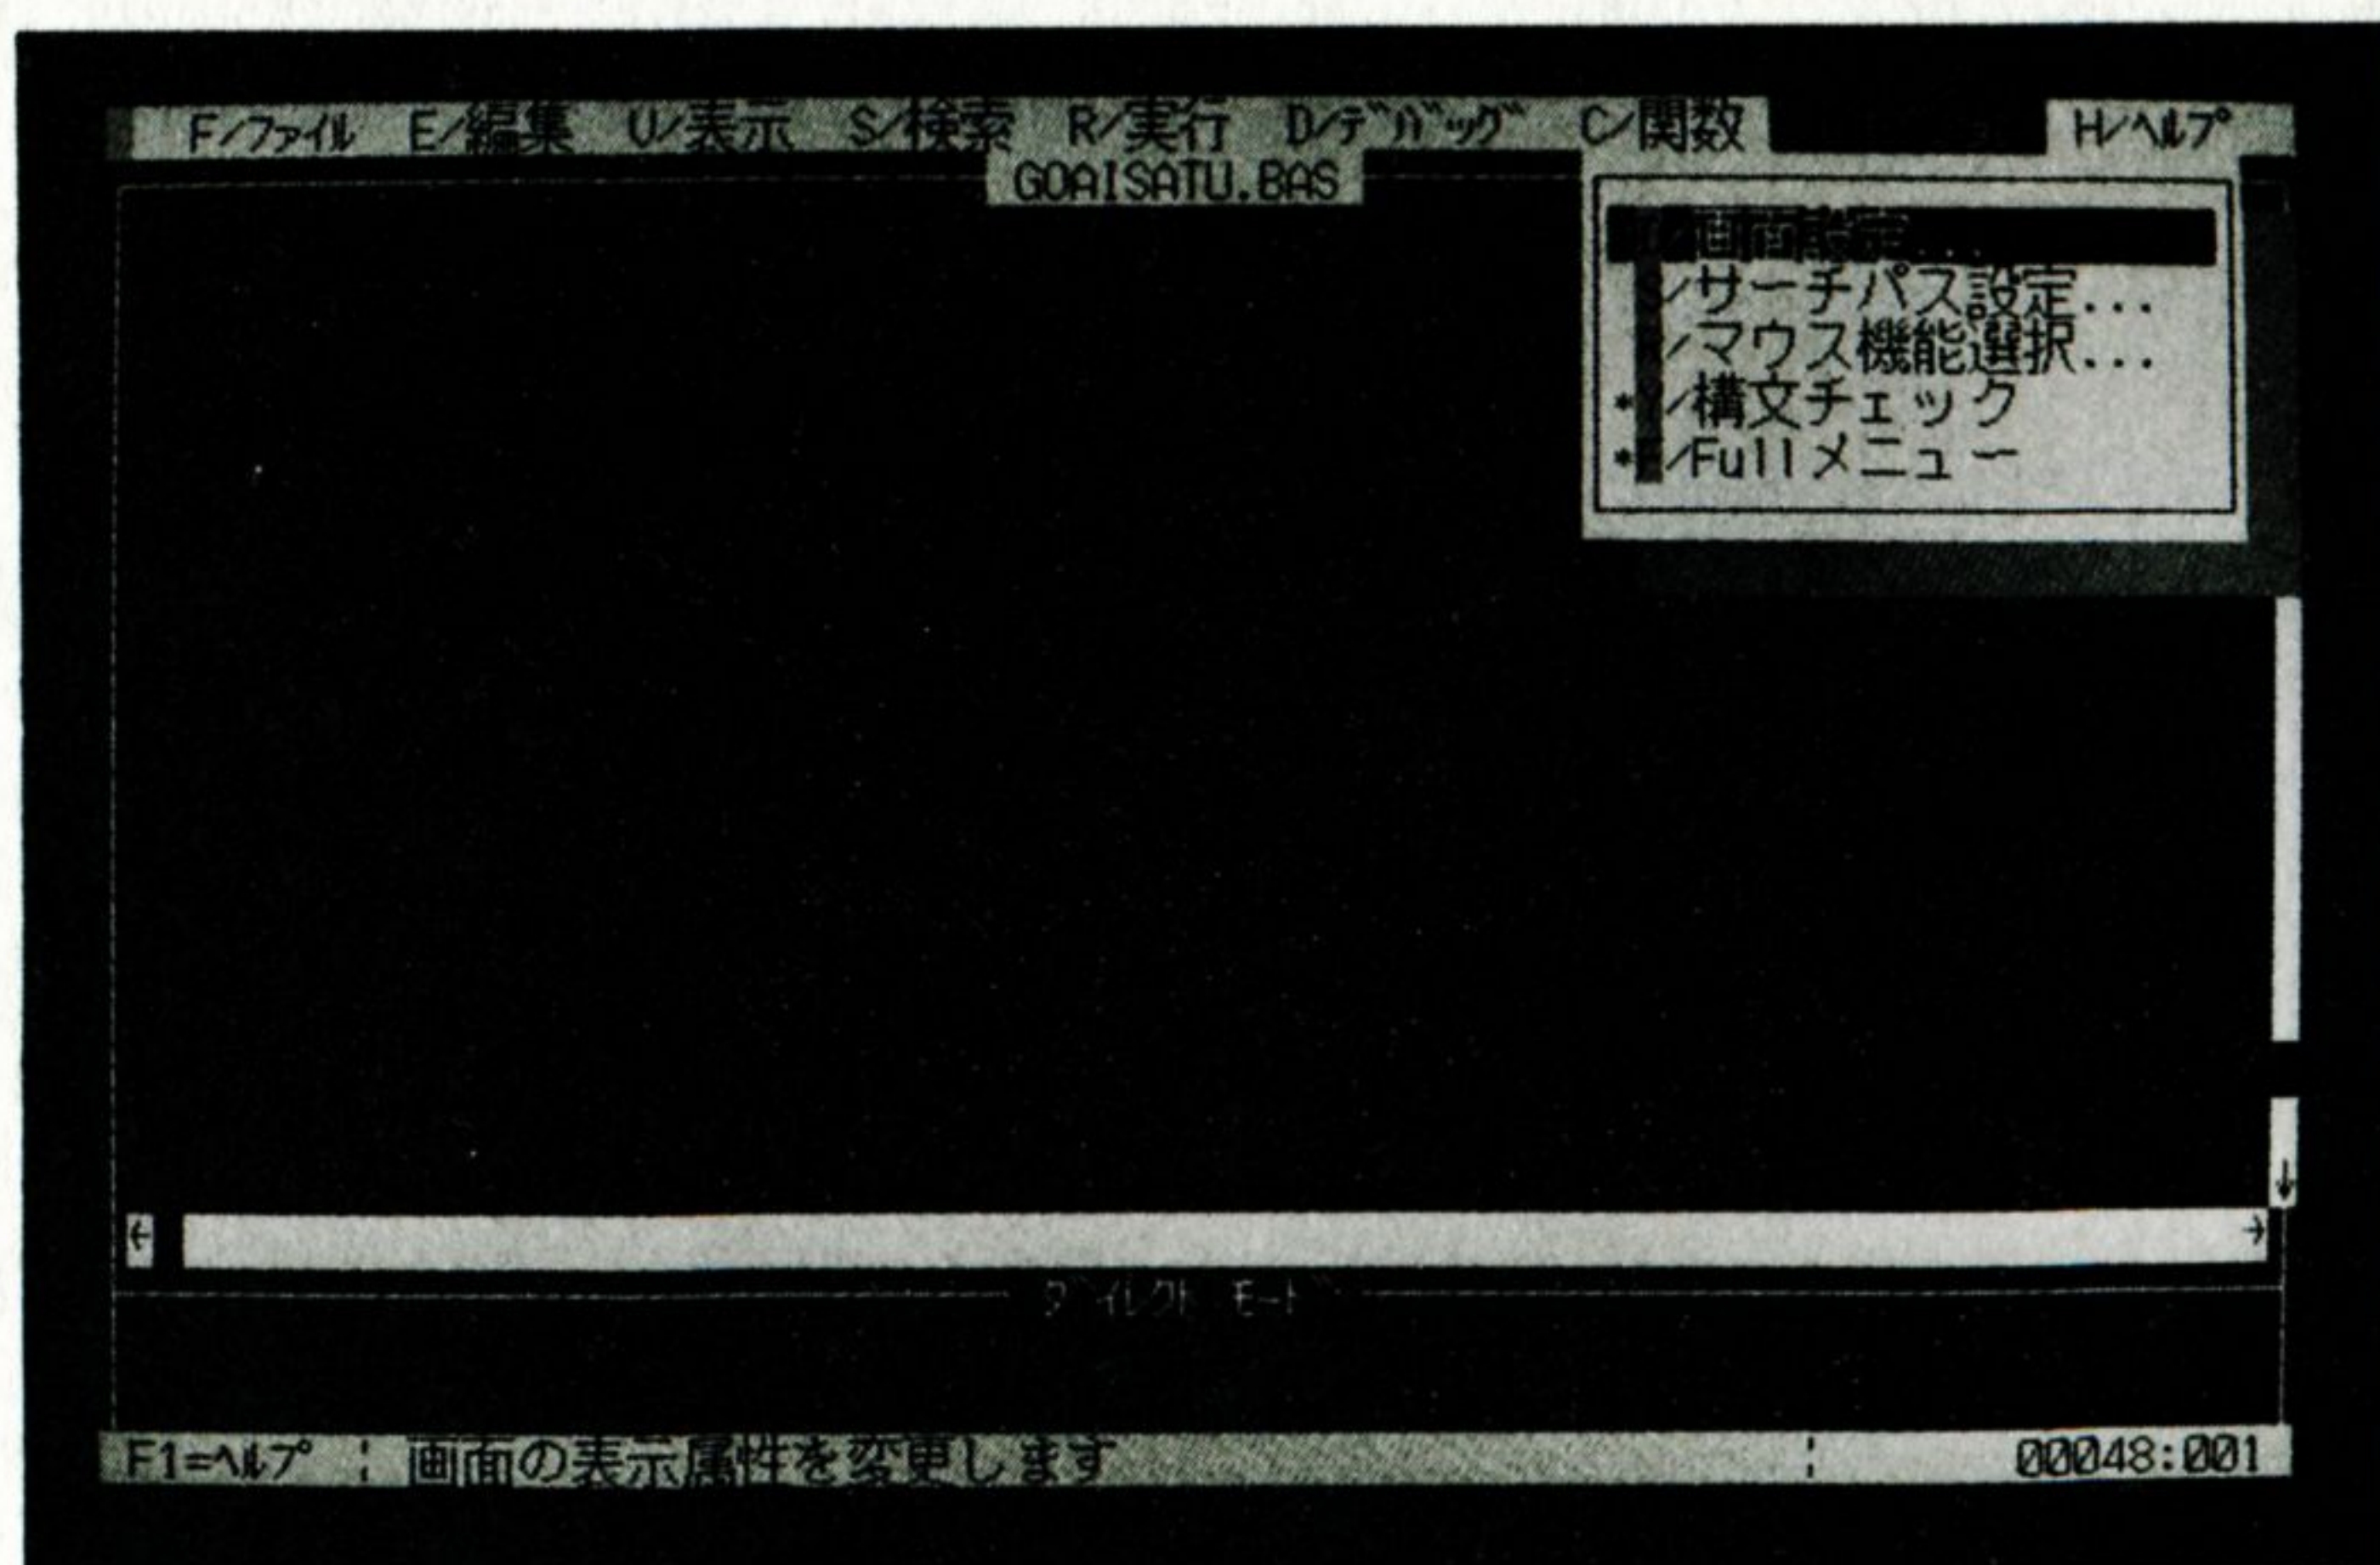 F/ファイル E/編集 V/表示 S/検索 R/実行 D/デバッグ C/関数 H/ヘルプ
GOAISATU.BAS
/画面設定...
/サーチパス設定...
/マウス機能選択...
*/構文チェック
*/Fullメニュー
← →
↓
ダイレクト モード
F1=ヘルプ ¦ 画面の表示属性を変更します ¦ 00048:001